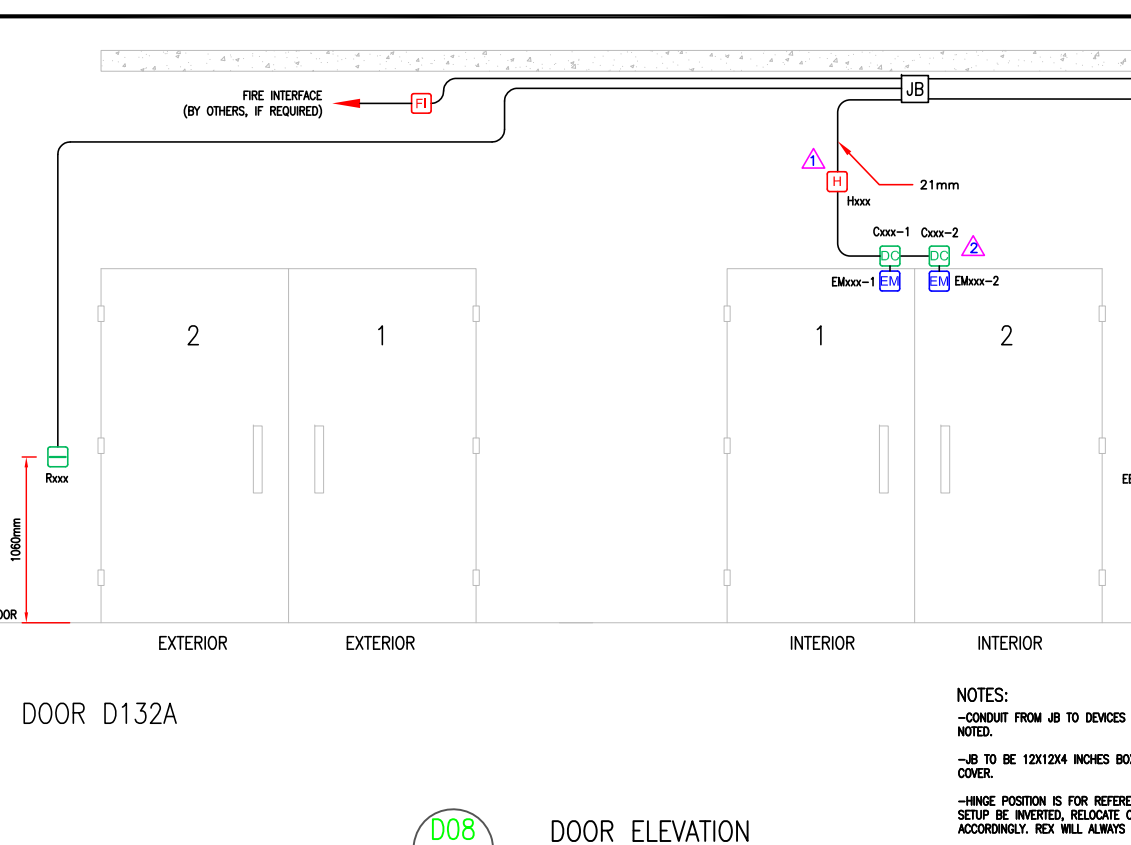 FIRE INTERFACE
(BY OTHERS, IF REQUIRED)
FI
JB
1
H
21mm
Hxxx
Cxxx-1 Cxxx-2
DC DC 2
EMxxx-1 EM EM EMxxx-2
2 1 1 2
Rxxx
1060mm
EXTERIOR EXTERIOR INTERIOR INTERIOR
DOOR D132A
NOTES:
-CONDUIT FROM JB TO DEVICES
NOTED.
-JB TO BE 12X12X4 INCHES
COVER.
-HINGE POSITION IS FOR
SETUP BE INVERTED, RELOCATE
ACCORDINGLY. REX WILL ALWAYS
D08
DOOR ELEVATION